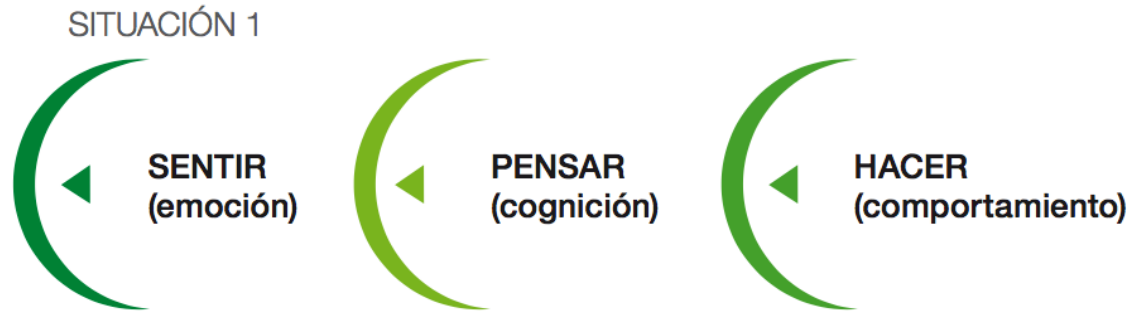 SITUACIÓN 1
SENTIR
(emoción)
PENSAR
(cognición)
HACER
(comportamiento)